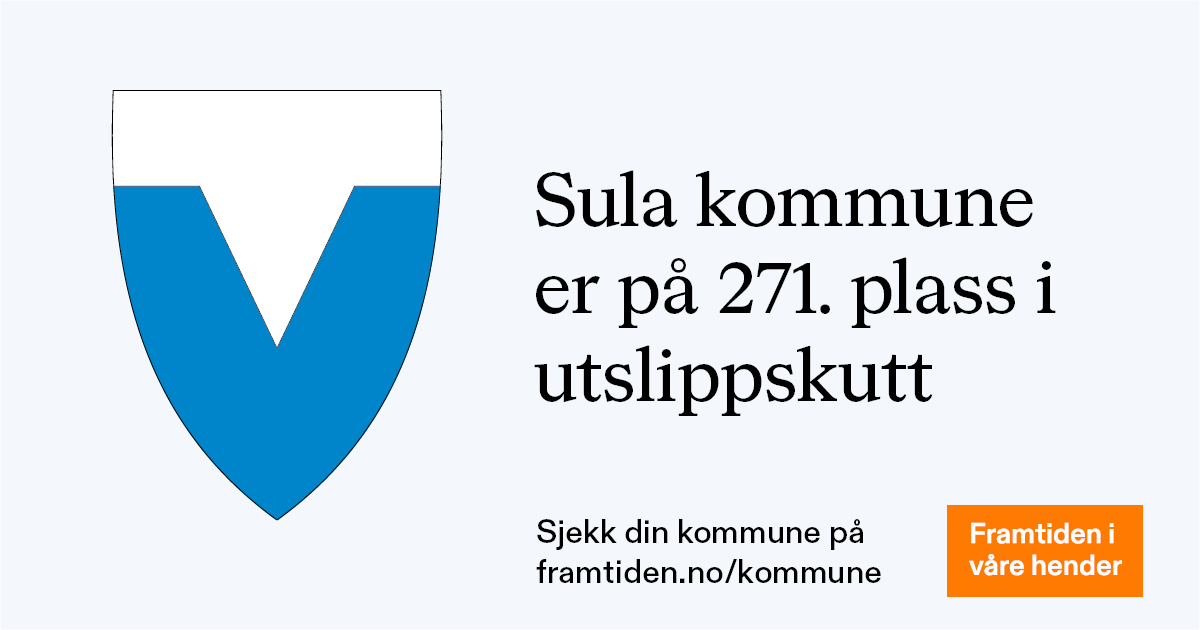 Sula kommune
er på 271. plass i
utslippskutt
Sjekk din kommune på
framtiden.no/kommune
Framtiden i
våre hender